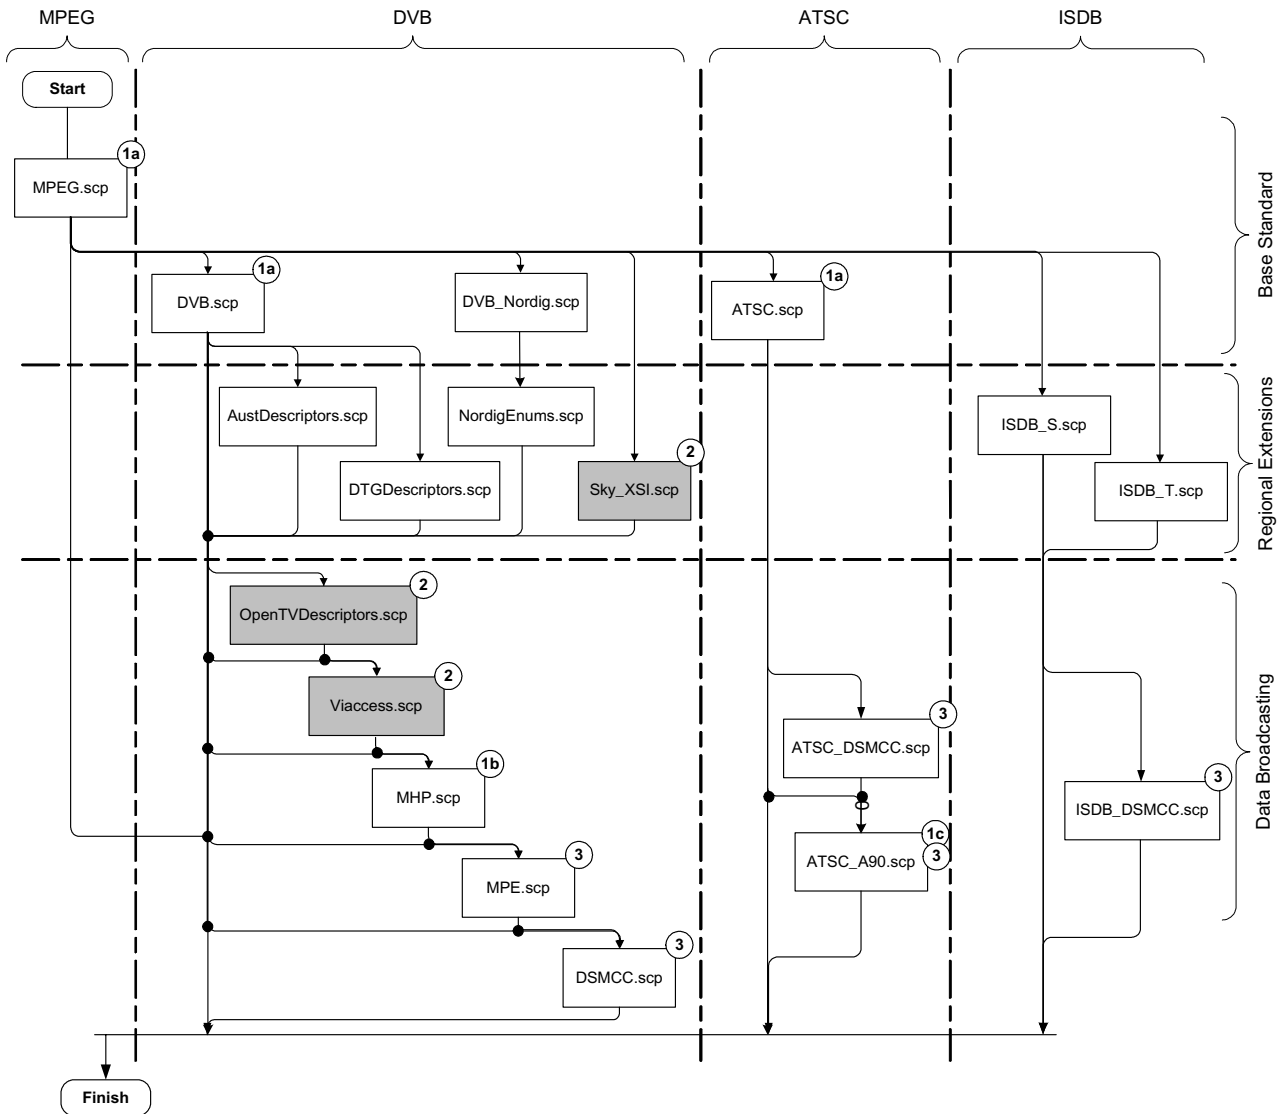 MPEG
DVB
ATSC
ISDB
Start
1a
MPEG.scp
Base Standard
1a
DVB.scp
DVB_Nordig.scp
1a
ATSC.scp
AustDescriptors.scp
NordigEnums.scp
ISDB_S.scp
Regional Extensions
2
DTGDescriptors.scp
Sky_XSI.scp
ISDB_T.scp
2
OpenTVDescriptors.scp
2
Viaccess.scp
3
ATSC_DSMCC.scp
Data Broadcasting
1b
MHP.scp
3
ISDB_DSMCC.scp
1c
3
ATSC_A90.scp
3
MPE.scp
3
DSMCC.scp
Finish